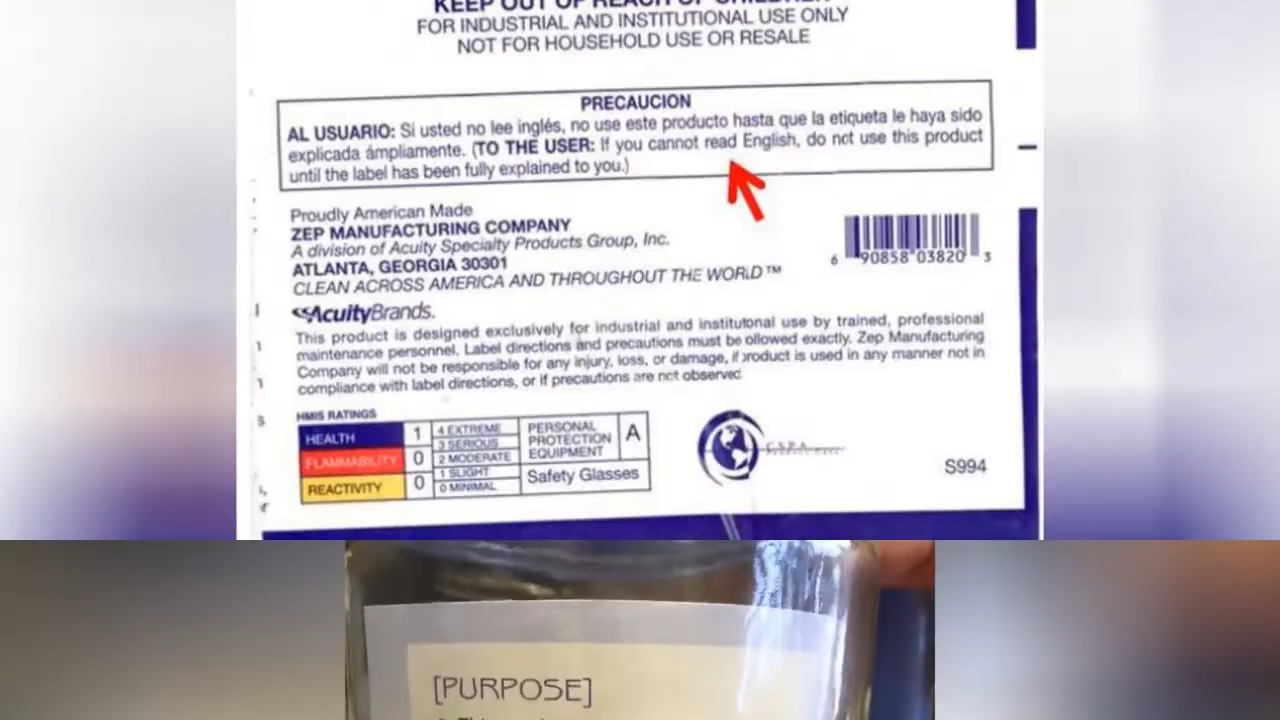 KEEP OUT OF REACH OF CHILDREN
FOR INDUSTRIAL AND INSTITUTIONAL USE ONLY
NOT FOR HOUSEHOLD USE OR RESALE
PRECAUCION
AL USUARIO: Si usted no lee inglés, no use este producto hasta que la etiqueta le haya sido
explicada ámpliamente. (TO THE USER: If you cannot read English, do not use this product
until the label has been fully explained to you.)
Proudly American Made
ZEP MANUFACTURING COMPANY
A division of Acuity Specialty Products Group, Inc.
ATLANTA, GEORGIA 30301
CLEAN ACROSS AMERICA AND THROUGHOUT THE WORLD™
6 90858 03820 3
AcuityBrands.
This product is designed exclusively for industrial and institutional use by trained, professional
maintenance personnel. Label directions and precautions must be ollowed exactly. Zep Manufacturing
Company will not be responsible for any injury, loss, or damage, if product is used in any manner not in
compliance with label directions, or if precautions are not observed
HMIS RATINGS
HEALTH 1
FLAMMABILITY 0
REACTIVITY 0
4 EXTREME
3 SERIOUS
2 MODERATE
1 SLIGHT
0 MINIMAL
PERSONAL
PROTECTION
EQUIPMENT
A
Safety Glasses
S994
[PURPOSE]